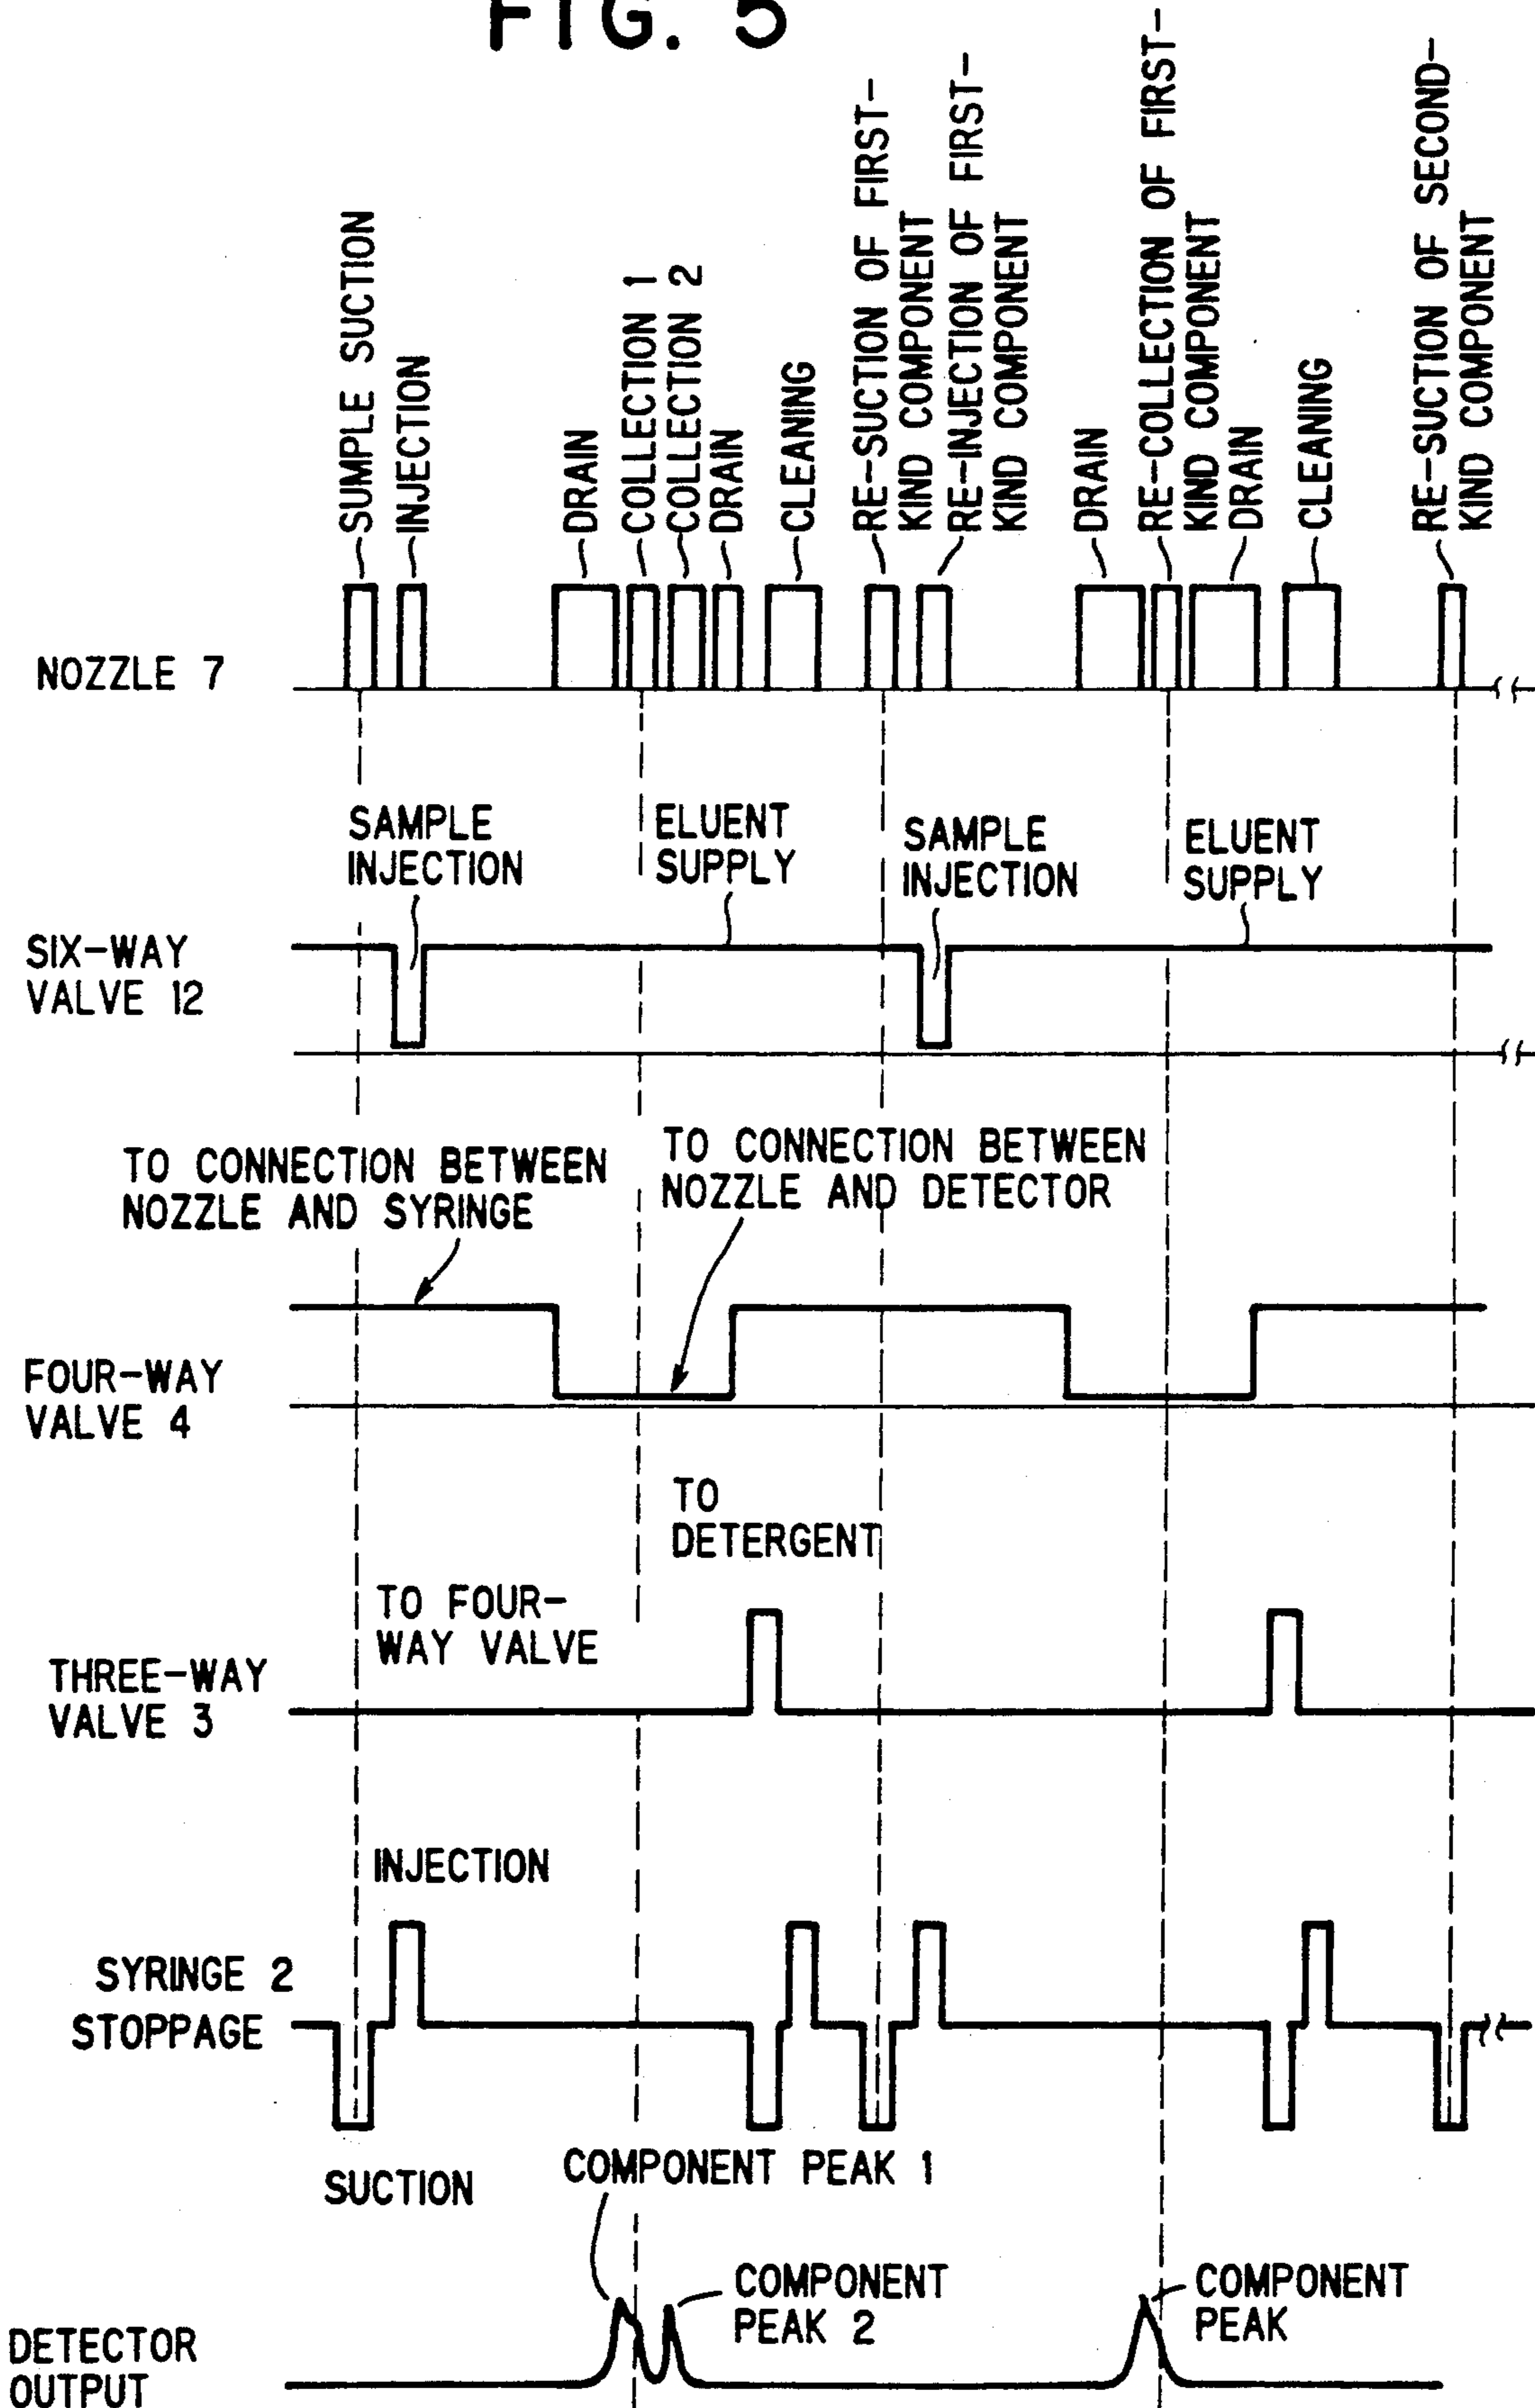 FIG. 5
SUMPLE SUCTION
INJECTION
DRAIN
COLLECTION 1
COLLECTION 2
DRAIN
CLEANING
RE-SUCTION OF FIRST-
KIND COMPONENT
RE-INJECTION OF FIRST-
KIND COMPONENT
DRAIN
RE-COLLECTION OF FIRST-
KIND COMPONENT
DRAIN
CLEANING
RE-SUCTION OF SECOND-
KIND COMPONENT
NOZZLE 7
SAMPLE
INJECTION
ELUENT
SUPPLY
SAMPLE
INJECTION
ELUENT
SUPPLY
SIX-WAY
VALVE 12
TO CONNECTION BETWEEN
NOZZLE AND SYRINGE
TO CONNECTION BETWEEN
NOZZLE AND DETECTOR
FOUR-WAY
VALVE 4
TO
DETERGENT
TO FOUR-
WAY VALVE
THREE-WAY
VALVE 3
INJECTION
SYRINGE 2
STOPPAGE
SUCTION
COMPONENT PEAK 1
COMPONENT
PEAK 2
COMPONENT
PEAK
DETECTOR
OUTPUT